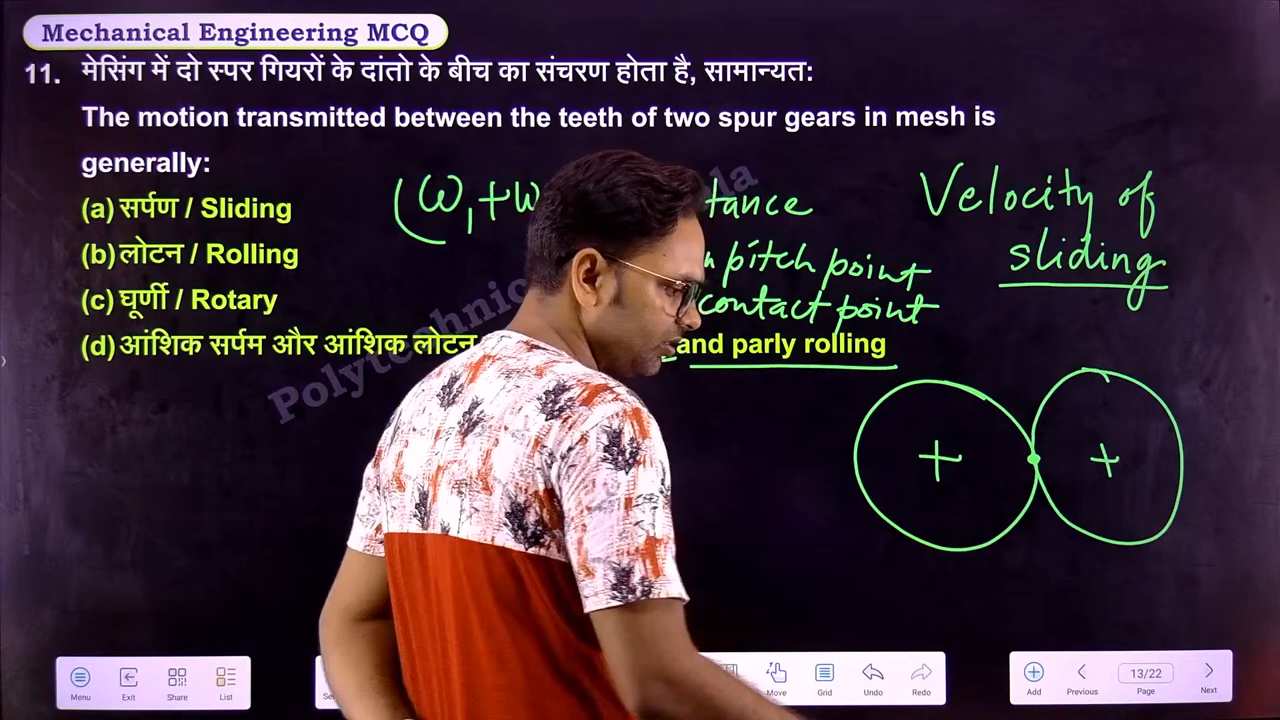 Mechanical Engineering MCQ
11. मेसिंग में दो स्पर गियरों के दांतो के बीच का संचरण होता है, सामान्यत:
The motion transmitted between the teeth of two spur gears in mesh is
generally:
(a) सर्पण / Sliding
(b) लोटन / Rolling
(c) घूर्णी / Rotary
(d) आंशिक सर्पम और आंशिक लोटन and parly rolling
(ω₁+
pitch point
contact point
Velocity of
sliding
Polytechnic
Menu
Exit
Share
List
Move
Grid
Undo
Redo
Add
Previous
13/22
Page
Next